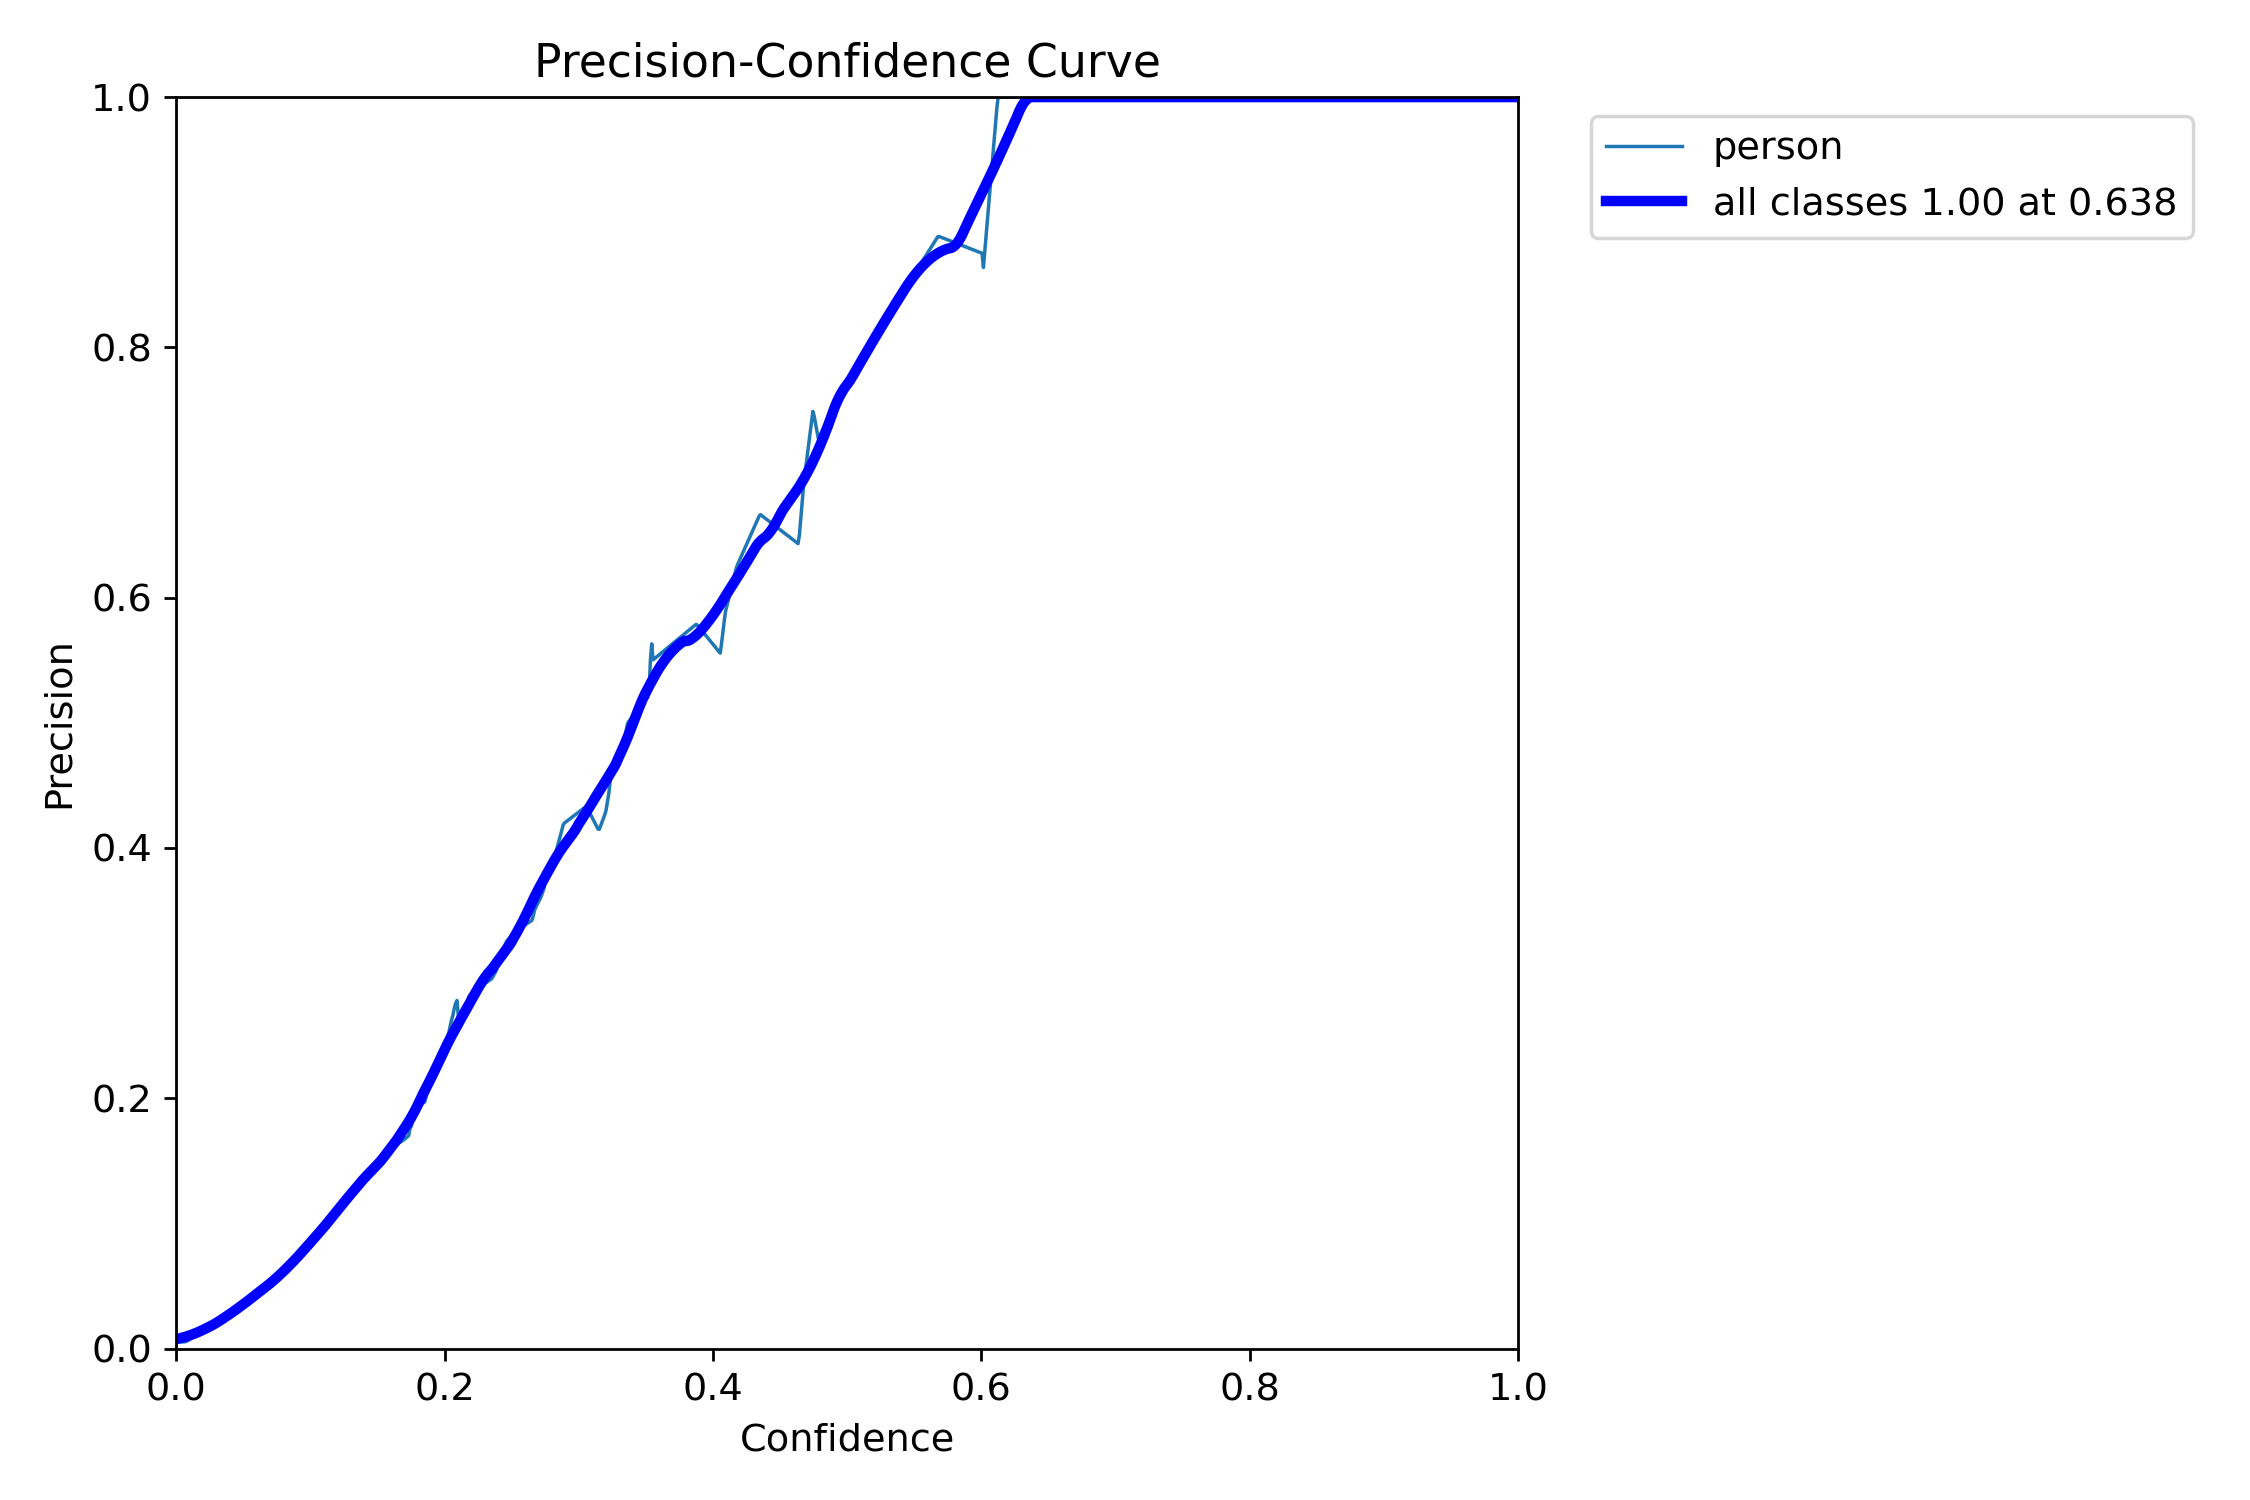 Precision-Confidence Curve
1.0
0.8
0.6
0.4
0.2
0.0
Precision
0.0 0.2 0.4 0.6 0.8 1.0
Confidence
person
all classes 1.00 at 0.638